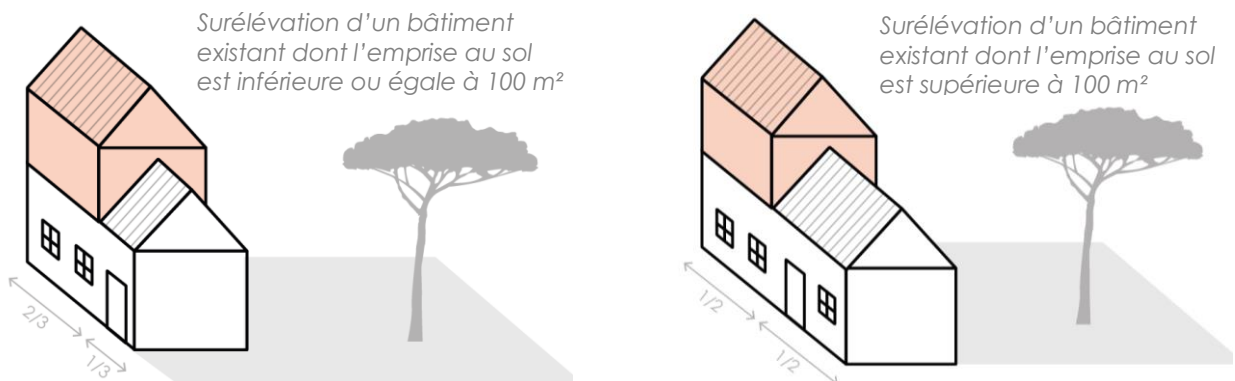 Surélévation d’un bâtiment
existant dont l’emprise au sol
est inférieure ou égale à 100 m²
2/3
1/3
Surélévation d’un bâtiment
existant dont l’emprise au sol
est supérieure à 100 m²
1/2
1/2